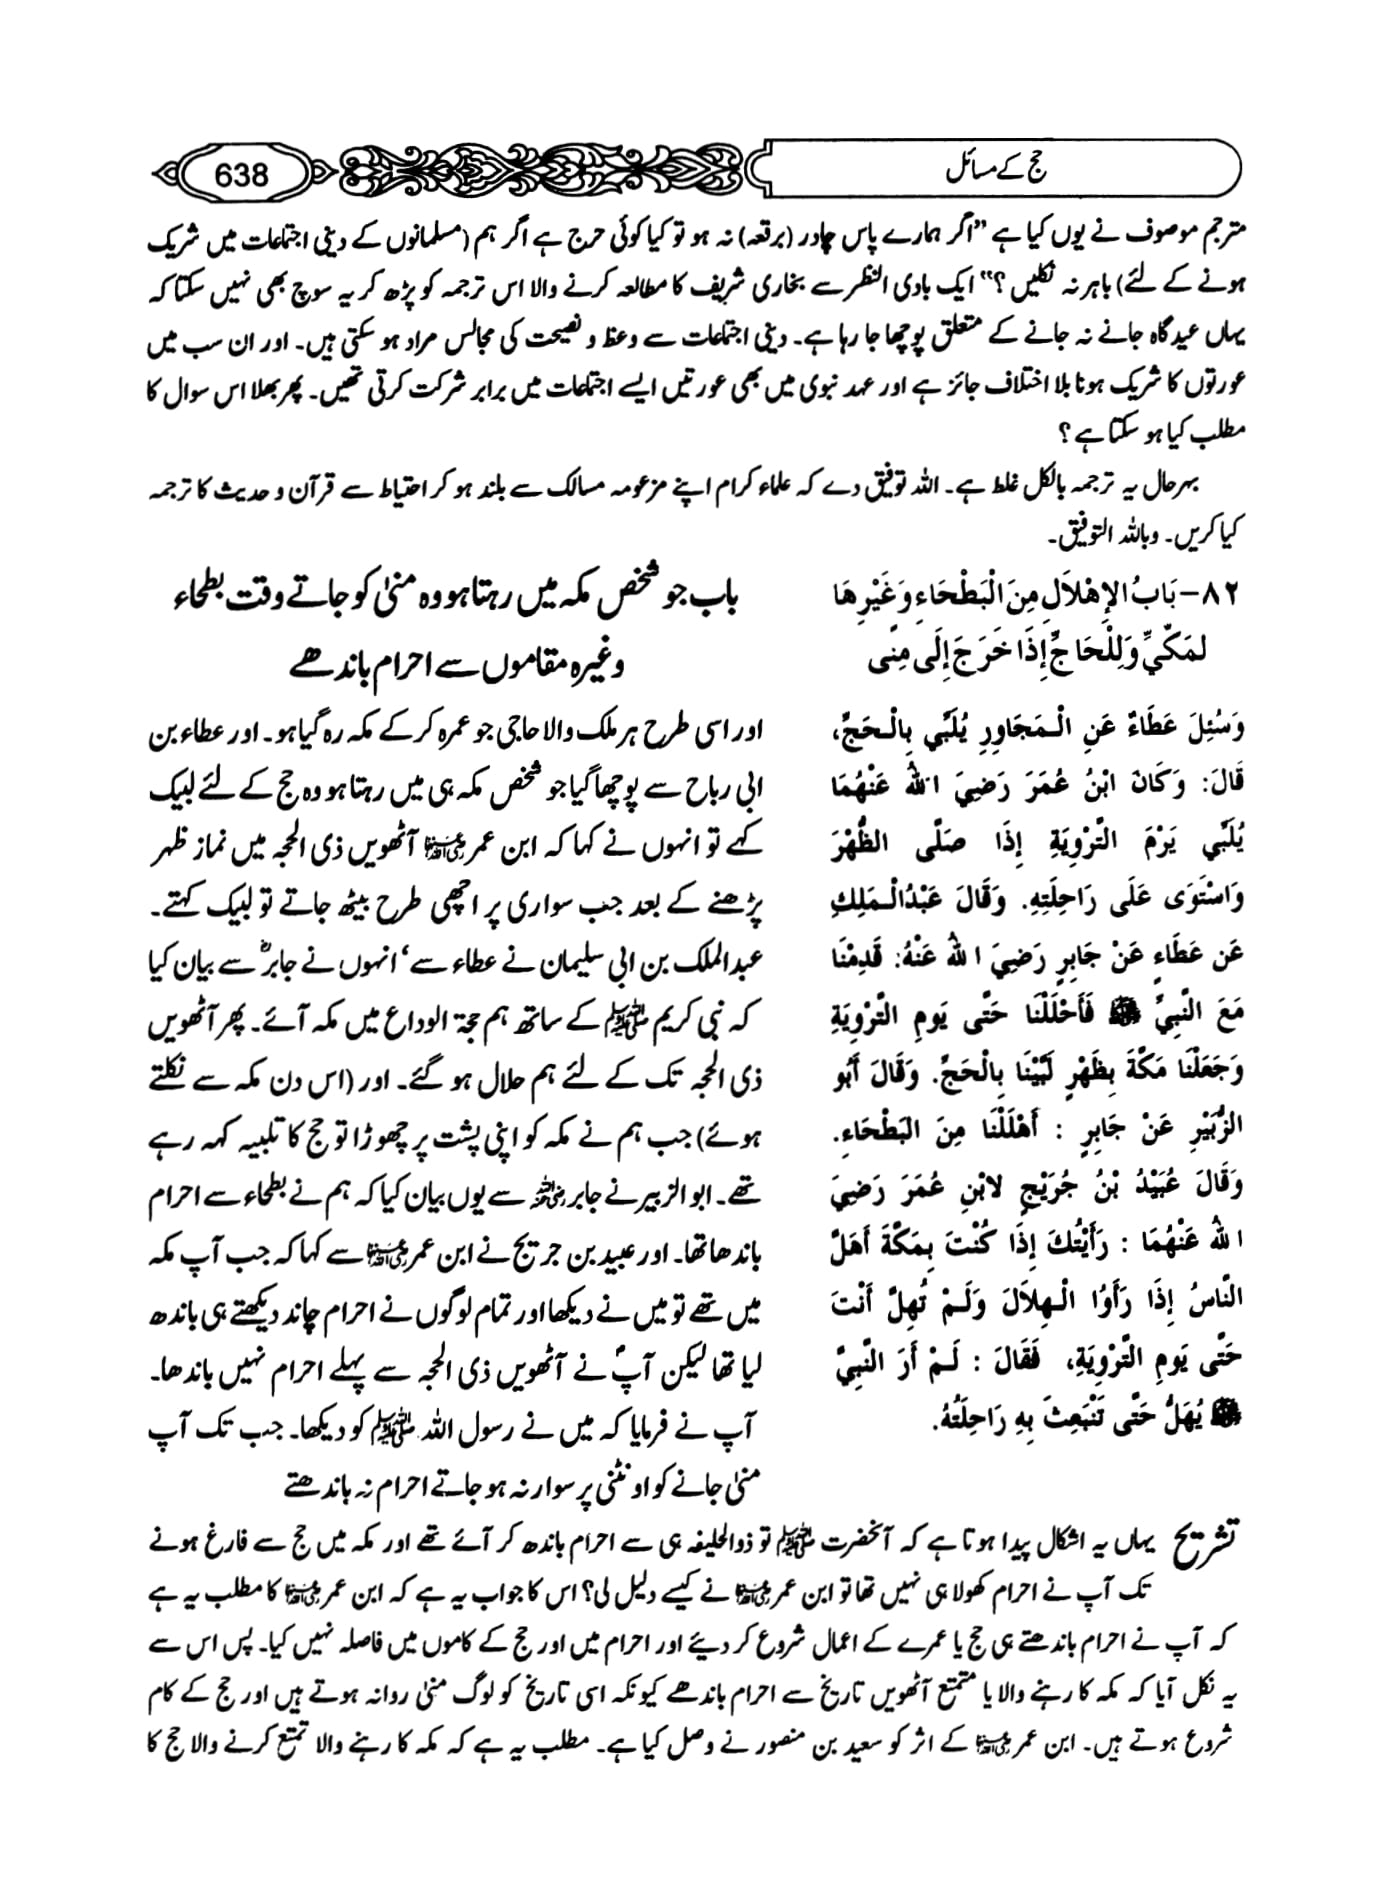 638
حج کے مسائل
مترجم موصوف نے یوں کیا ہے ”اگر ہمارے پاس چادر (برقعہ) نہ ہو تو کیا کوئی حرج ہے اگر ہم (مسلمانوں کے دینی اجتماعات میں شریک
ہونے کے لئے) باہر نہ نکلیں ؟“ ایک بادی النظر سے بخاری شریف کا مطالعہ کرنے والا اس ترجمہ کو پڑھ کر یہ سوچ بھی نہیں سکتا کہ
یہاں عید گاہ جانے نہ جانے کے متعلق پوچھا جا رہا ہے۔ دینی اجتماعات سے وعظ و نصیحت کی مجالس مراد ہو سکتی ہیں۔ اور ان سب میں
عورتوں کا شریک ہونا بلا اختلاف جائز ہے اور عہد نبوی میں بھی عورتیں ایسے اجتماعات میں برابر شرکت کرتی تھیں۔ پھر بھلا اس سوال کا
مطلب کیا ہو سکتا ہے ؟
بہرحال یہ ترجمہ بالکل غلط ہے۔ اللہ توفیق دے کہ علماء کرام اپنے مزعومہ مسالک سے بلند ہو کر احتیاط سے قرآن و حدیث کا ترجمہ
کیا کریں۔ وباللہ التوفیق۔
٨٢- بَابُ الإِهْلاَلِ مِنَ الْبَطْحَاءِ وَغَيْرِهَا
لِمَكِّيِّ وَلِلْحَاجِّ إِذَا خَرَجَ إِلَى مِنًى
وَسُئِلَ عَطَاءٌ عَنِ الْمَجَاوِرِ يُلَبِّي بِالْحَجِّ،
قَالَ: وَكَانَ ابْنُ عُمَرَ رَضِيَ اللهُ عَنْهُمَا
يُلَبِّي يَوْمَ التَّرْوِيَةِ إِذَا صَلَّى الظُّهْرَ
وَاسْتَوَى عَلَى رَاحِلَتِهِ. وَقَالَ عَبْدُالْمَلِكِ
عَنْ عَطَاءٍ عَنْ جَابِرٍ رَضِيَ اللهُ عَنْهُ: قَدِمْنَا
مَعَ النَّبِيِّ ﷺ فَأَحْلَلْنَا حَتَّى يَومِ التَّرْوِيَةِ
وَجَعَلْنَا مَكَّةَ بِظَهْرٍ لَبَّيْنَا بِالْحَجِّ. وَقَالَ أَبُو
الزُّبَيْرِ عَنْ جَابِرٍ : أَهْلَلْنَا مِنَ البَطْحَاءِ.
وَقَالَ عُبَيْدُ بْنُ جُرَيْجٍ لابْنِ عُمَرَ رَضِيَ
اللهُ عَنْهُمَا : رَأَيْتُكَ إِذَا كُنْتَ بِمَكَّةَ أَهَلَّ
النَّاسُ إِذَا رَأَوُا الْهِلاَلَ وَلَمْ تُهِلَّ أَنْتَ
حَتَّى يَومِ التَّرْوِيَةِ، فَقَالَ : لَمْ أَرَ النَّبِيَّ
ﷺ يُهِلُّ حَتَّى تَنْبَعِثَ بِهِ رَاحِلَتُهُ.
باب جو شخص مکہ میں رہتا ہو وہ منیٰ کو جاتے وقت بطحاء
وغیرہ مقاموں سے احرام باندھے
اور اسی طرح ہر ملک والا حاجی جو عمرہ کرکے مکہ رہ گیا ہو۔ اور عطاء بن
ابی رباح سے پوچھا گیا جو شخص مکہ ہی میں رہتا ہو وہ حج کے لئے لبیک
کہے تو انہوں نے کہا کہ ابن عمر رضی اللہ عنہما آٹھویں ذی الحجہ میں نماز ظہر
پڑھنے کے بعد جب سواری پر اچھی طرح بیٹھ جاتے تو لبیک کہتے۔
عبدالملک بن ابی سلیمان نے عطاء سے‘ انہوں نے جابرؓ سے بیان کیا
کہ نبی کریم ﷺ کے ساتھ ہم حجۃ الوداع میں مکہ آئے۔ پھر آٹھویں
ذی الحجہ تک کے لئے ہم حلال ہو گئے۔ اور (اس دن مکہ سے نکلتے
ہوئے) جب ہم نے مکہ کو اپنی پشت پر چھوڑا تو حج کا تلبیہ کہہ رہے
تھے۔ ابو الزبیر نے جابر رضی اللہ عنہ سے یوں بیان کیا کہ ہم نے بطحاء سے احرام
باندھا تھا۔ اور عبید بن جریج نے ابن عمر رضی اللہ عنہما سے کہا کہ جب آپ مکہ
میں تھے تو میں نے دیکھا اور تمام لوگوں نے احرام چاند دیکھتے ہی باندھ
لیا تھا لیکن آپؐ نے آٹھویں ذی الحجہ سے پہلے احرام نہیں باندھا۔
آپ نے فرمایا کہ میں نے رسول اللہ ﷺ کو دیکھا۔ جب تک آپ
منیٰ جانے کو اونٹنی پر سوار نہ ہو جاتے احرام نہ باندھتے
تشریح یہاں یہ اشکال پیدا ہوتا ہے کہ آنحضرت ﷺ تو ذوالحلیفہ ہی سے احرام باندھ کر آئے تھے اور مکہ میں حج سے فارغ ہونے
تک آپ نے احرام کھولا ہی نہیں تھا تو ابن عمر رضی اللہ عنہما نے کیسے دلیل لی؟ اس کا جواب یہ ہے کہ ابن عمر رضی اللہ عنہما کا مطلب یہ ہے
کہ آپ نے احرام باندھتے ہی حج یا عمرے کے اعمال شروع کر دیئے اور احرام میں اور حج کے کاموں میں فاصلہ نہیں کیا۔ پس اس سے
یہ نکل آیا کہ مکہ کا رہنے والا یا متمتع آٹھویں تاریخ سے احرام باندھے کیونکہ اسی تاریخ کو لوگ منیٰ روانہ ہوتے ہیں اور حج کے کام
شروع ہوتے ہیں۔ ابن عمر رضی اللہ عنہما کے اثر کو سعید بن منصور نے وصل کیا ہے۔ مطلب یہ ہے کہ مکہ کا رہنے والا تمتع کرنے والا حج کا